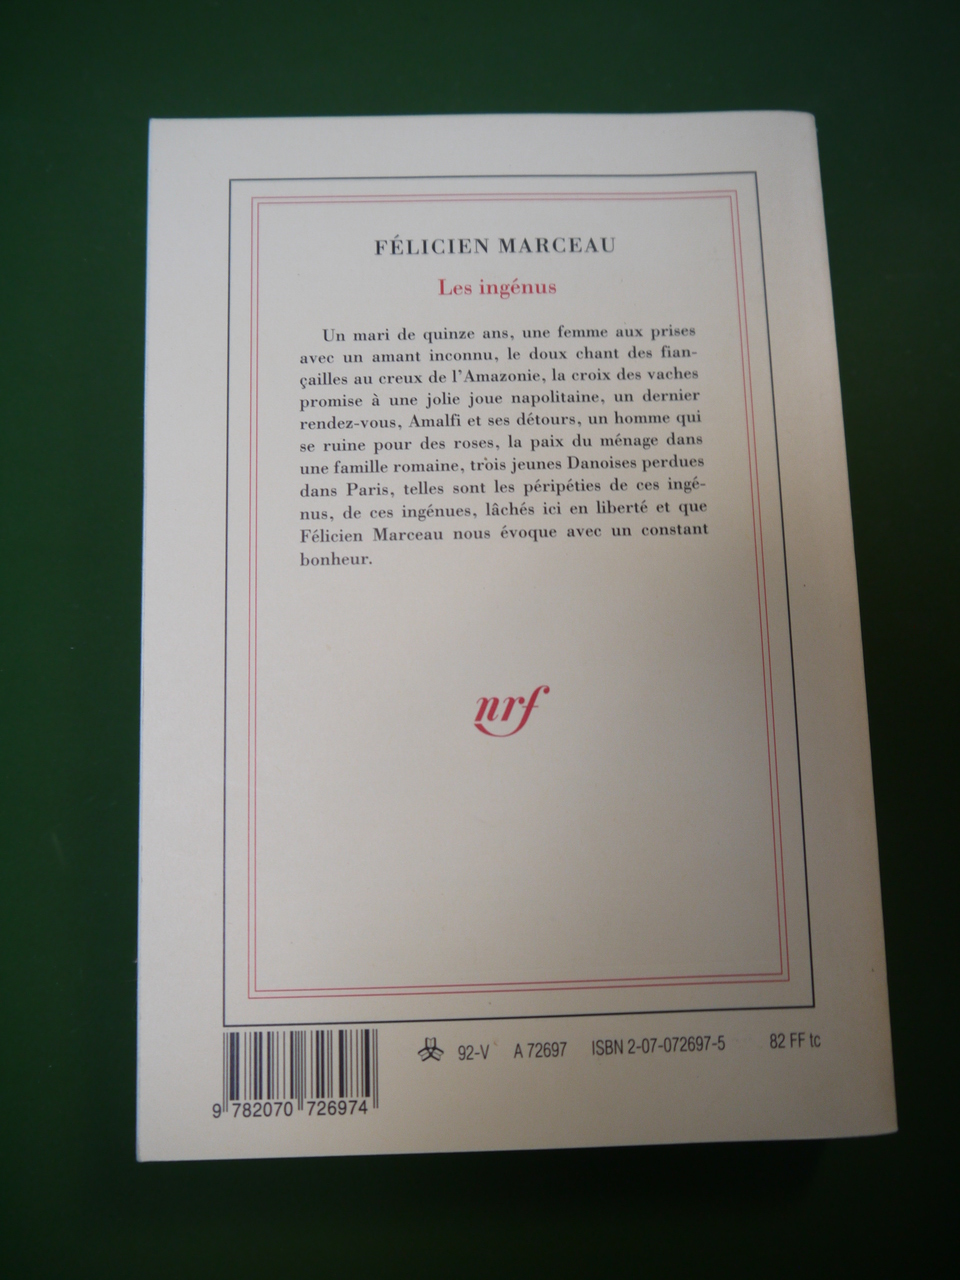 FÉLICIEN MARCEAU
Les ingénus
Un mari de quinze ans, une femme aux prises
avec un amant inconnu, le doux chant des fian-
çailles au creux de l'Amazonie, la croix des vaches
promise à une jolie joue napolitaine, un dernier
rendez-vous, Amalfi et ses détours, un homme qui
se ruine pour des roses, la paix du ménage dans
une famille romaine, trois jeunes Danoises perdues
dans Paris, telles sont les péripéties de ces ingé-
nus, de ces ingénues, lâchés ici en liberté et que
Félicien Marceau nous évoque avec un constant
bonheur.
nrf
92-V A 72697 ISBN 2-07-072697-5 82 FF tc
9 782070 726974